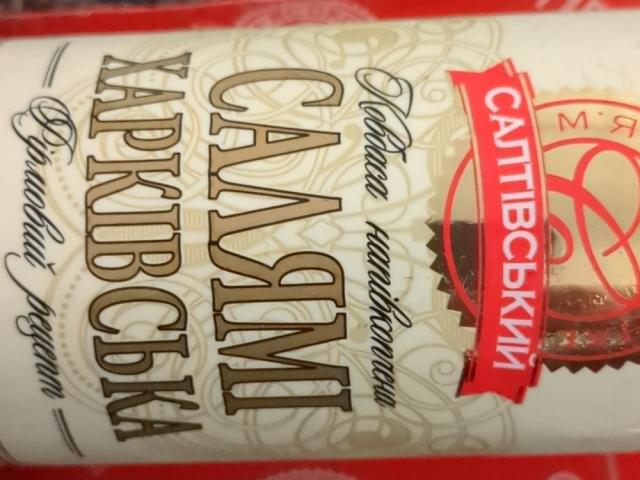 САЛТІВСЬКИЙ
Ковбаса напівкопчена
САЛЯМІ
ХАРКІВСЬКА
Фірмовий рецепт